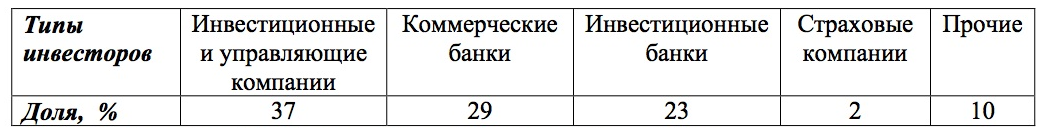 Типы инвесторов
Инвестиционные и управляющие компании
Коммерческие банки
Инвестиционные банки
Страховые компании
Прочие
Доля, %
37
29
23
2
10